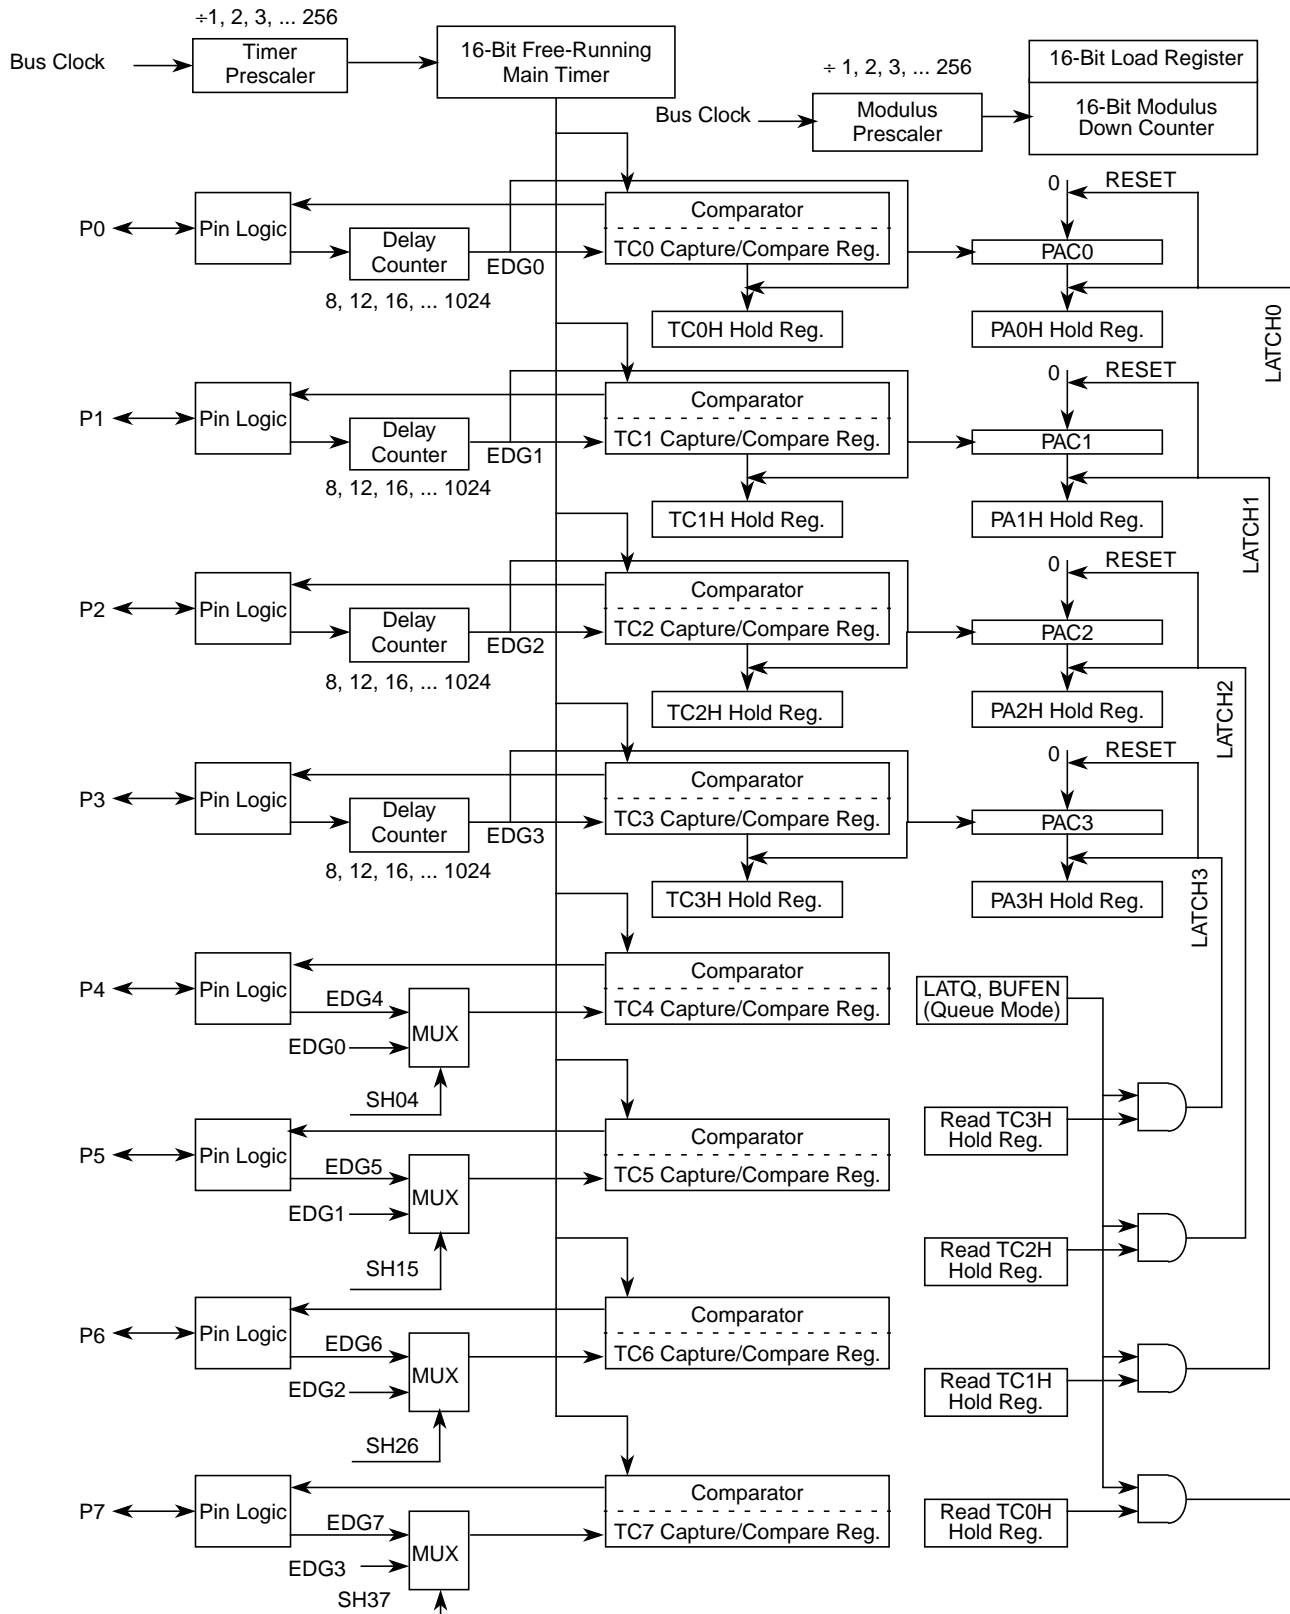 ÷1, 2, 3, ... 256
Bus Clock
Timer
Prescaler
16-Bit Free-Running
Main Timer
÷ 1, 2, 3, ... 256
Bus Clock
Modulus
Prescaler
16-Bit Load Register
16-Bit Modulus
Down Counter
P0
Pin Logic
Delay
Counter
8, 12, 16, ... 1024
EDG0
Comparator
TC0 Capture/Compare Reg.
TC0H Hold Reg.
0
RESET
PAC0
PA0H Hold Reg.
LATCH0
P1
Pin Logic
Delay
Counter
8, 12, 16, ... 1024
EDG1
Comparator
TC1 Capture/Compare Reg.
TC1H Hold Reg.
0
RESET
PAC1
PA1H Hold Reg.
LATCH1
P2
Pin Logic
Delay
Counter
8, 12, 16, ... 1024
EDG2
Comparator
TC2 Capture/Compare Reg.
TC2H Hold Reg.
0
RESET
PAC2
PA2H Hold Reg.
LATCH2
P3
Pin Logic
Delay
Counter
8, 12, 16, ... 1024
EDG3
Comparator
TC3 Capture/Compare Reg.
TC3H Hold Reg.
0
RESET
PAC3
PA3H Hold Reg.
LATCH3
P4
Pin Logic
EDG4
EDG0
MUX
SH04
Comparator
TC4 Capture/Compare Reg.
LATQ, BUFEN
(Queue Mode)
Read TC3H
Hold Reg.
P5
Pin Logic
EDG5
EDG1
MUX
SH15
Comparator
TC5 Capture/Compare Reg.
Read TC2H
Hold Reg.
P6
Pin Logic
EDG6
EDG2
MUX
SH26
Comparator
TC6 Capture/Compare Reg.
Read TC1H
Hold Reg.
P7
Pin Logic
EDG7
EDG3
MUX
SH37
Comparator
TC7 Capture/Compare Reg.
Read TC0H
Hold Reg.